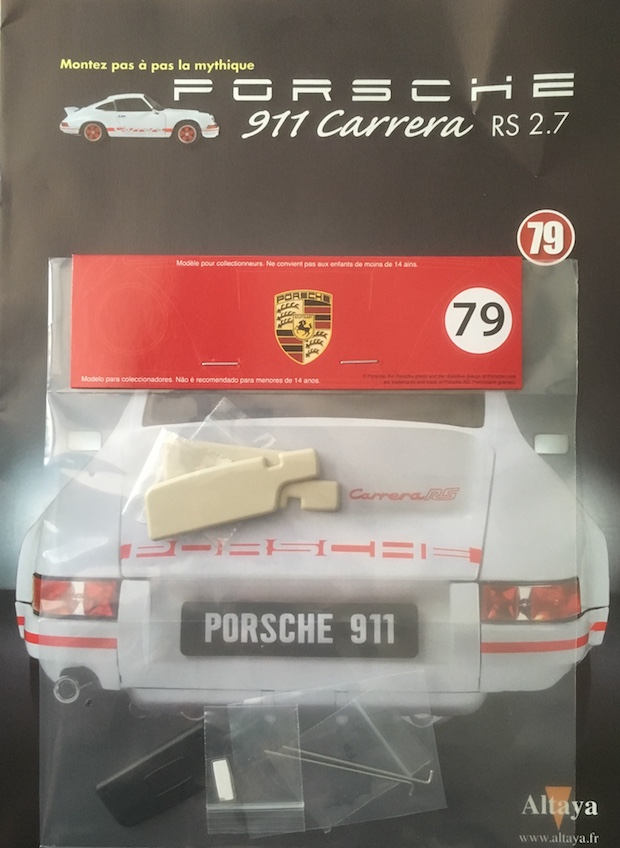 Montez pas à pas la mythique
PORSCHE
911 Carrera RS 2.7
79
Modèle pour collectionneurs. Ne convient pas aux enfants de moins de 14 ans.
PORSCHE
79
Modelo para coleccionadores. Não é recomendado para menores de 14 anos.
Carrera RS
PORSCHE
PORSCHE 911
Altaya
www.altaya.fr